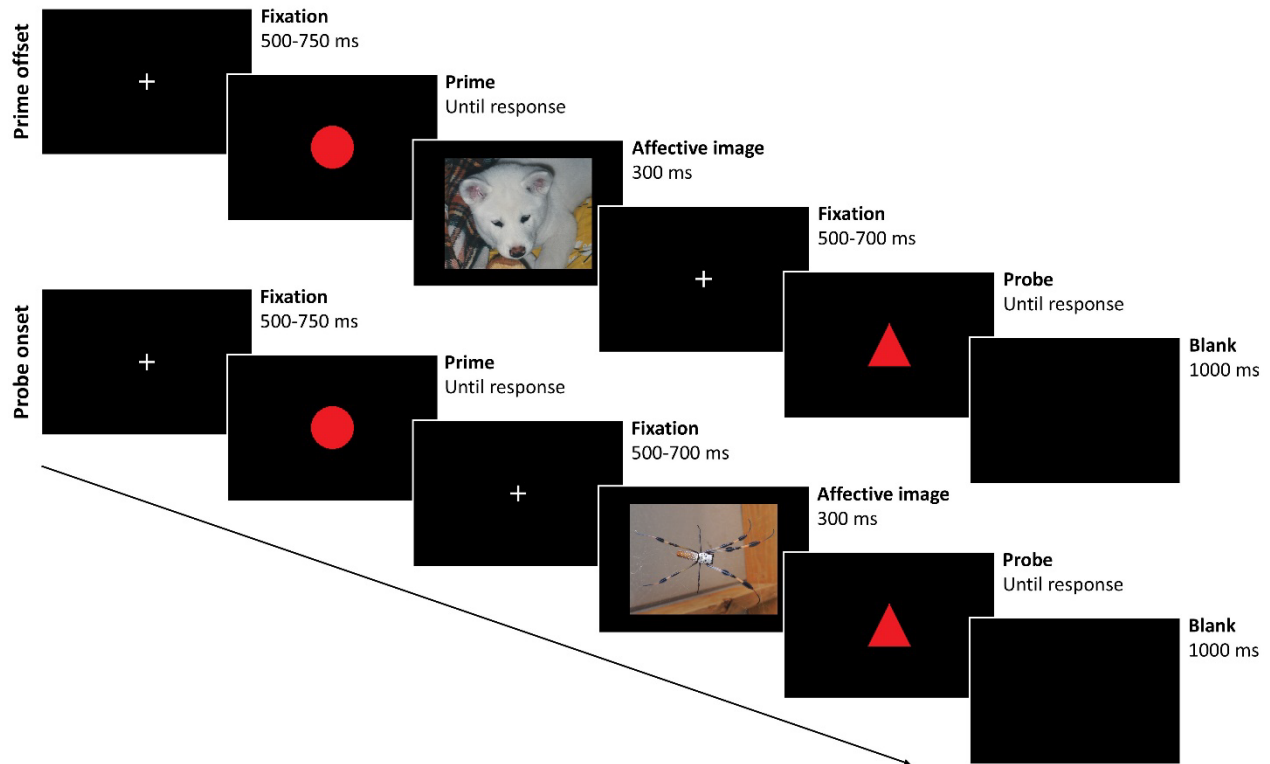 Prime offset
Fixation
500-750 ms
Prime
Until response
Affective image
300 ms
Fixation
500-700 ms
Probe
Until response
Blank
1000 ms
Probe onset
Fixation
500-750 ms
Prime
Until response
Fixation
500-700 ms
Affective image
300 ms
Probe
Until response
Blank
1000 ms